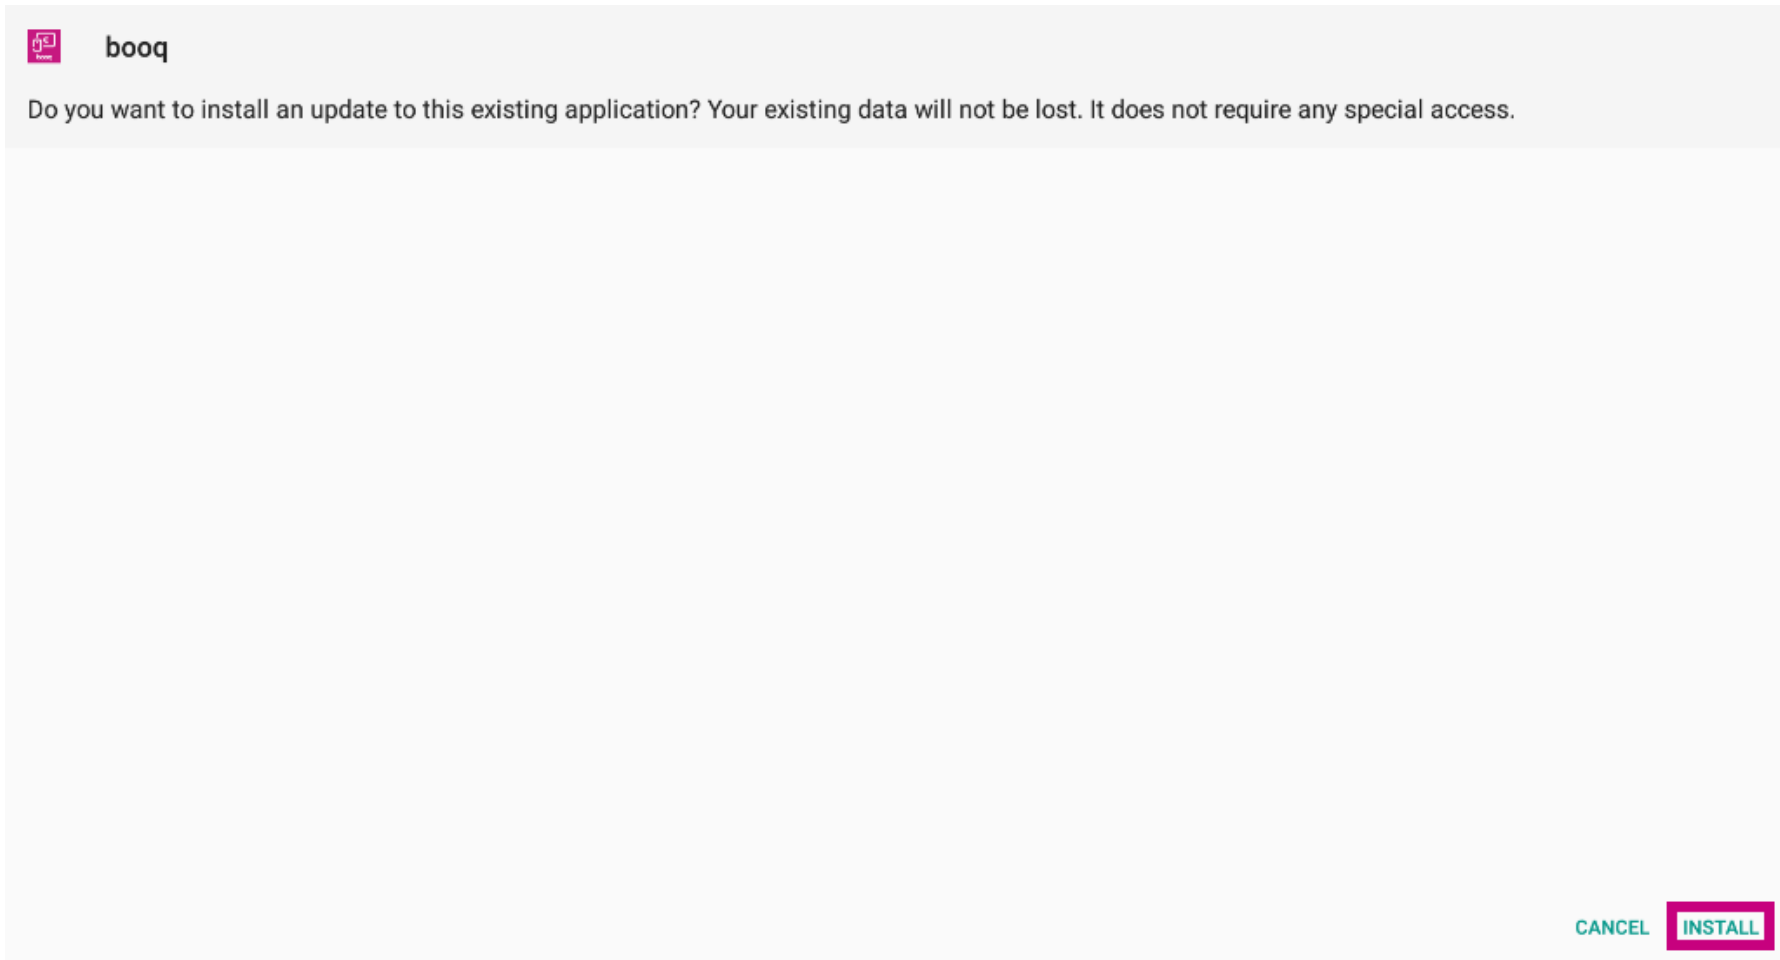 booq
booq
Do you want to install an update to this existing application? Your existing data will not be lost. It does not require any special access.
CANCEL INSTALL